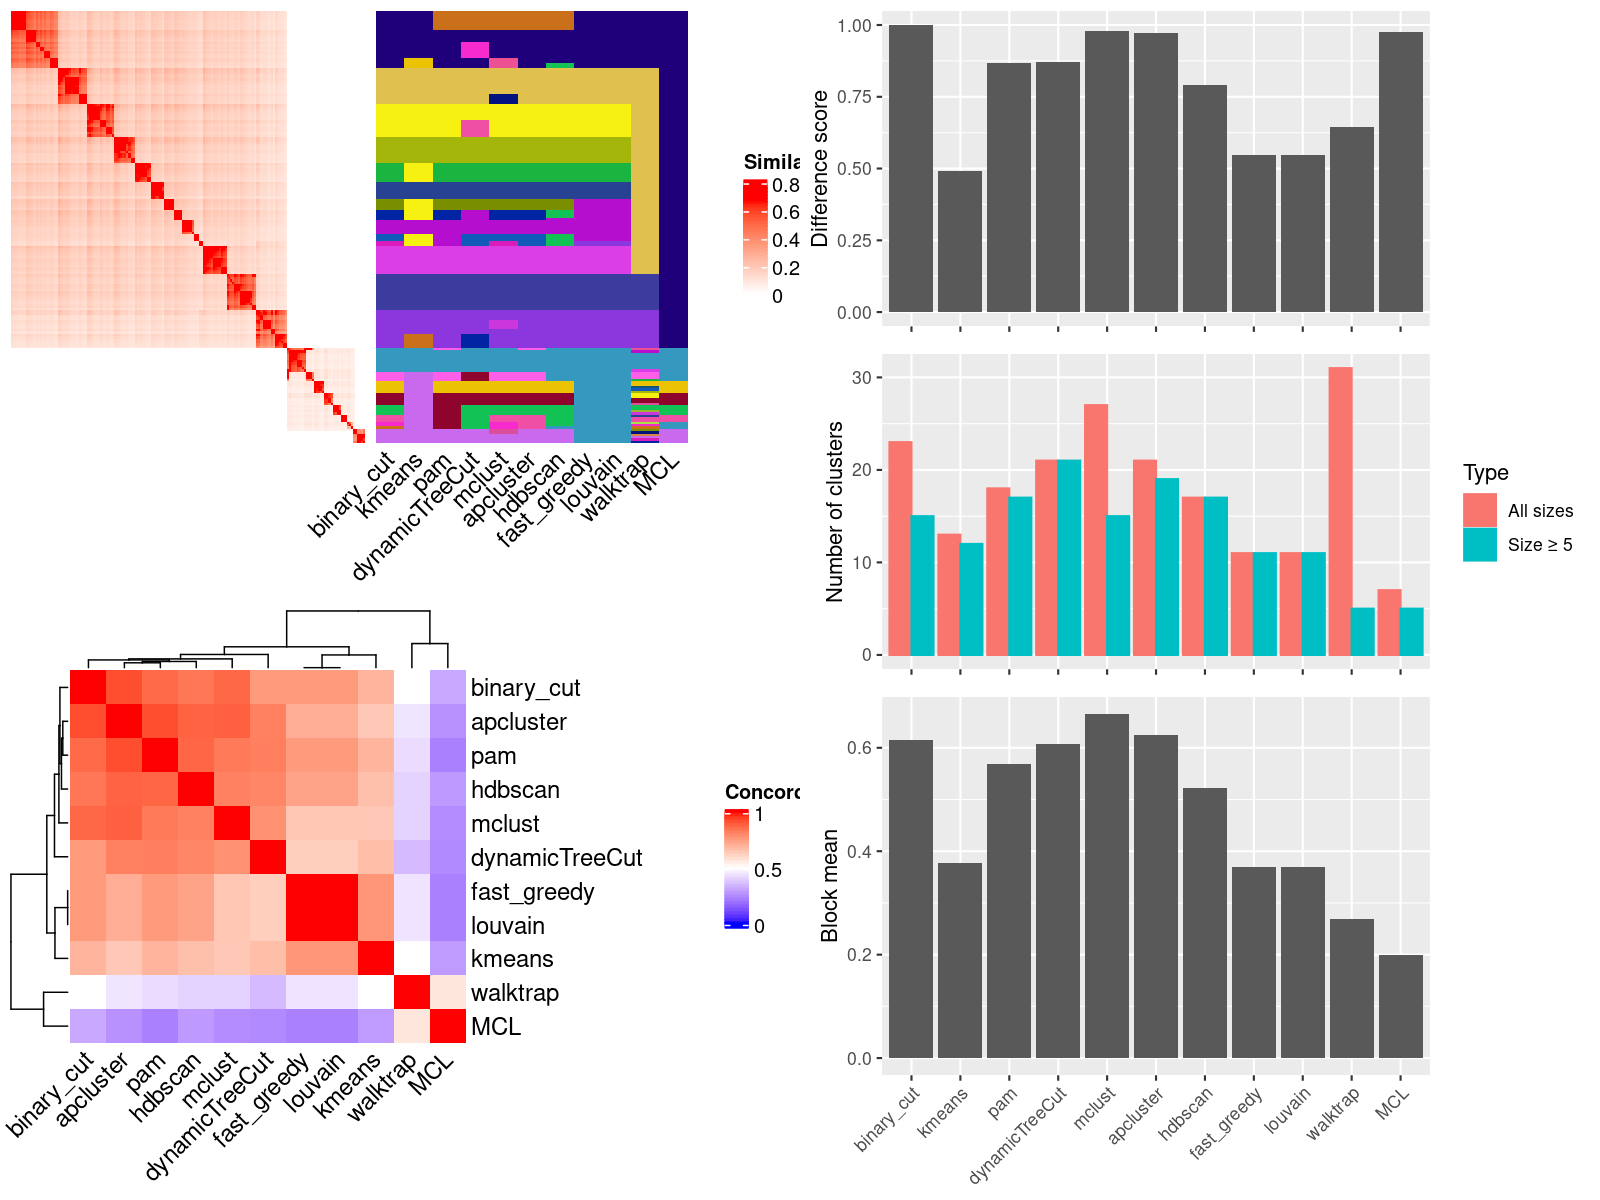 Simila
0.8
0.6
0.4
0.2
0
binary_cut
kmeans
pam
dynamicTreeCut
mclust
apcluster
hdbscan
fast_greedy
louvain
walktrap
MCL
binary_cut
apcluster
pam
hdbscan
mclust
dynamicTreeCut
fast_greedy
louvain
kmeans
walktrap
MCL
Concord
1
0.5
0
binary_cut
apcluster
pam
hdbscan
mclust
dynamicTreeCut
fast_greedy
louvain
kmeans
walktrap
MCL
Difference score
1.00
0.75
0.50
0.25
0.00
Number of clusters
30
20
10
0
Type
All sizes
Size ≥ 5
Block mean
0.6
0.4
0.2
0.0
binary_cut
kmeans
pam
dynamicTreeCut
mclust
apcluster
hdbscan
fast_greedy
louvain
walktrap
MCL